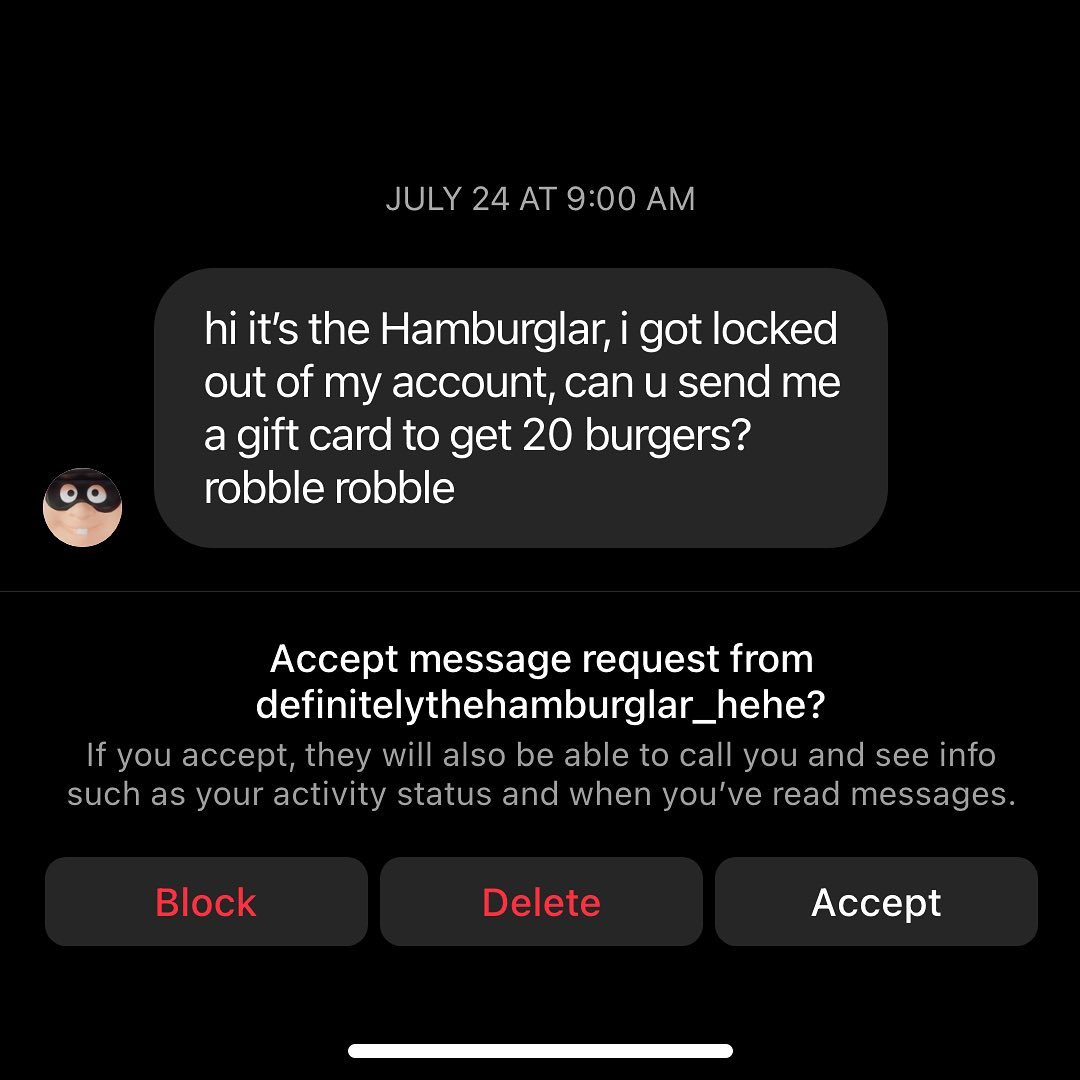 JULY 24 AT 9:00 AM
hi it’s the Hamburglar, i got locked
out of my account, can u send me
a gift card to get 20 burgers?
robble robble
Accept message request from
definitelythehamburglar_hehe?
If you accept, they will also be able to call you and see info
such as your activity status and when you’ve read messages.
Block Delete Accept